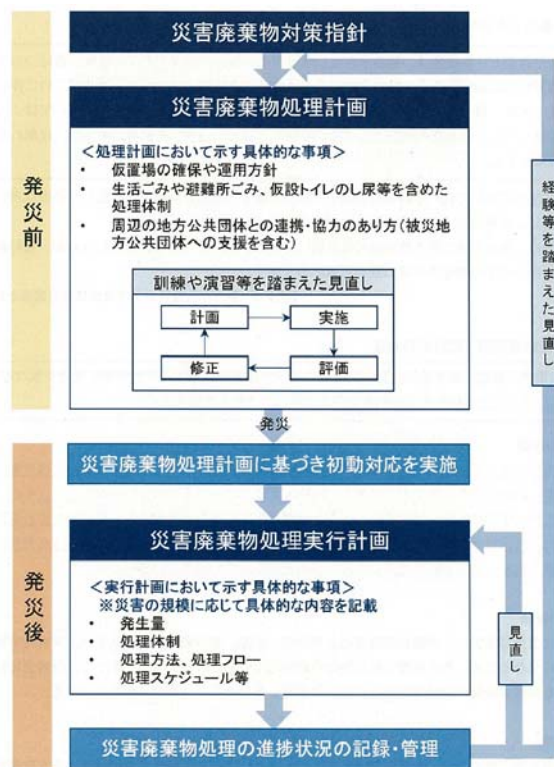 災害廃棄物対策指針
発災前
災害廃棄物処理計画
＜処理計画において示す具体的な事項＞
・ 仮置場の確保や運用方針
・ 生活ごみや避難所ごみ、仮設トイレのし尿等を含めた
処理体制
・ 周辺の地方公共団体との連携・協力のあり方(被災地
方公共団体への支援を含む)
訓練や演習等を踏まえた見直し
計画
実施
修正
評価
経験等を踏まえた見直し
発災
発災後
災害廃棄物処理計画に基づき初動対応を実施
災害廃棄物処理実行計画
＜実行計画において示す具体的な事項＞
※災害の規模に応じて具体的な内容を記載
・ 発生量
・ 処理体制
・ 処理方法、処理フロー
・ 処理スケジュール等
見直し
災害廃棄物処理の進捗状況の記録・管理